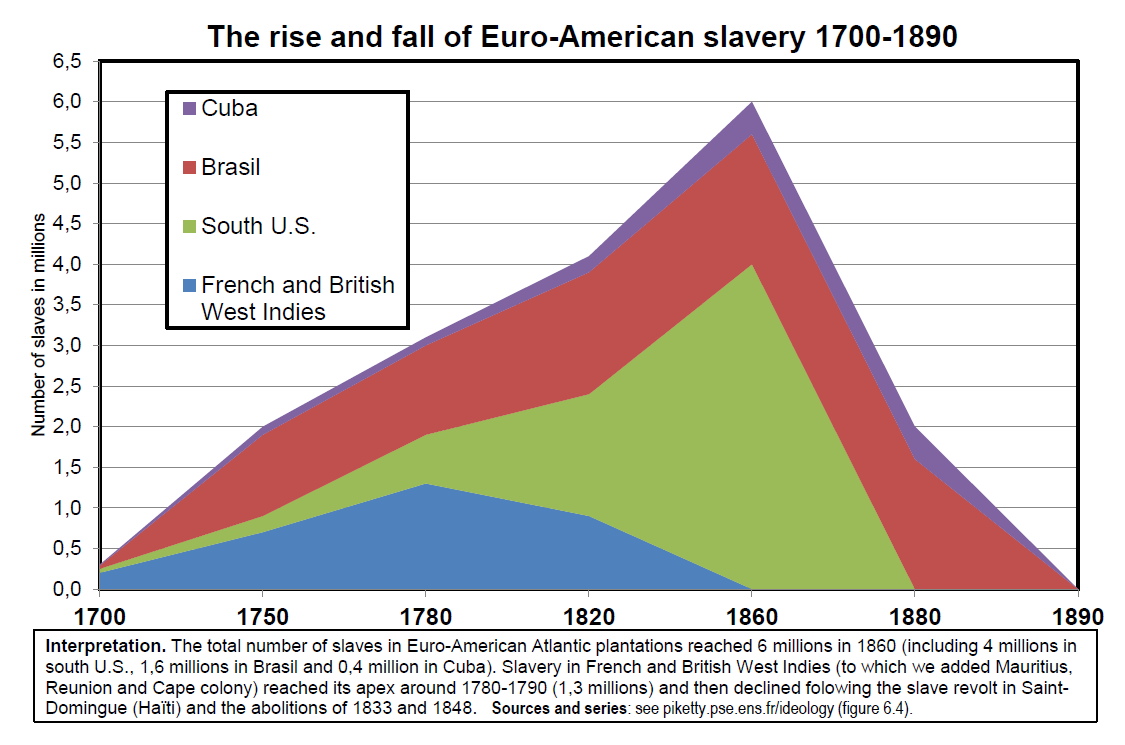 The rise and fall of Euro-American slavery 1700-1890
6,5
6,0
5,5
5,0
4,5
4,0
3,5
3,0
2,5
2,0
1,5
1,0
0,5
0,0
Number of slaves in millions
Cuba
Brasil
South U.S.
French and British
West Indies
1700 1750 1780 1820 1860 1880 1890
Interpretation. The total number of slaves in Euro-American Atlantic plantations reached 6 millions in 1860 (including 4 millions in
south U.S., 1,6 millions in Brasil and 0,4 million in Cuba). Slavery in French and British West Indies (to which we added Mauritius,
Reunion and Cape colony) reached its apex around 1780-1790 (1,3 millions) and then declined folowing the slave revolt in Saint-
Domingue (Haïti) and the abolitions of 1833 and 1848. Sources and series: see piketty.pse.ens.fr/ideology (figure 6.4).